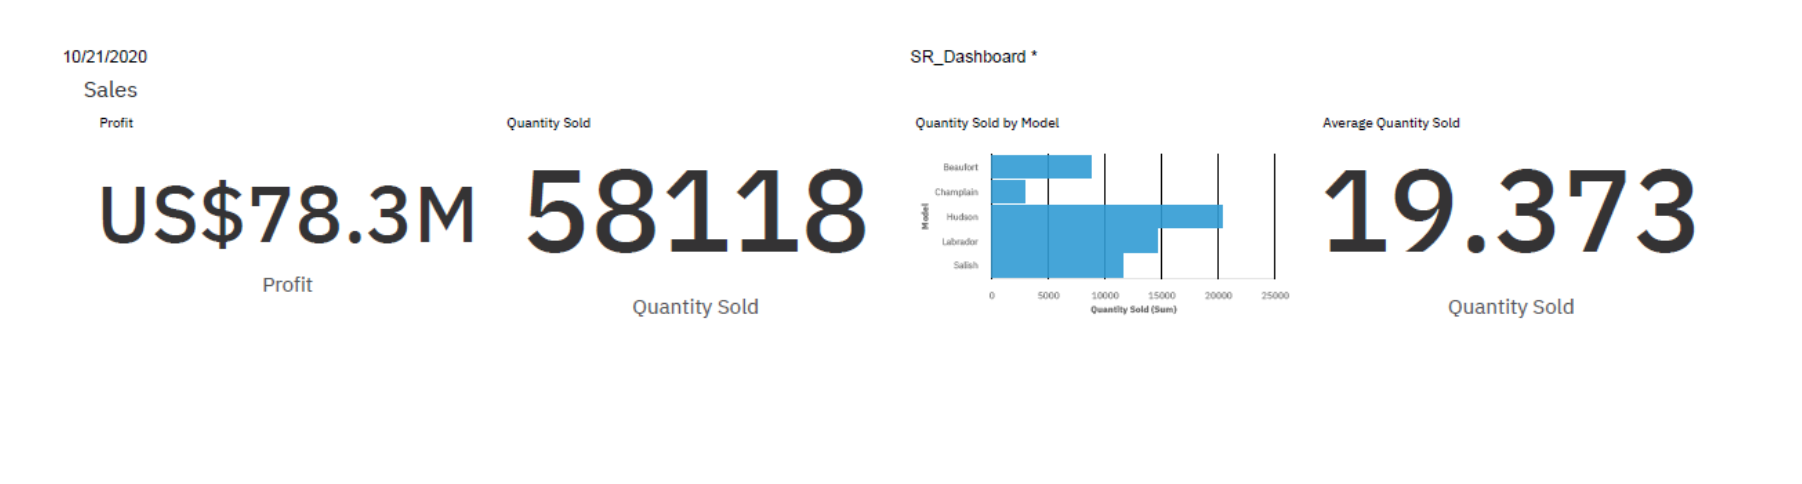 10/21/2020
SR_Dashboard *
Sales
Profit
US$78.3M
Profit
Quantity Sold
58118
Quantity Sold
Quantity Sold by Model
Model
Beaufort
Champlain
Hudson
Labrador
Salish
0 5000 10000 15000 20000 25000
Quantity Sold (Sum)
Average Quantity Sold
19.373
Quantity Sold